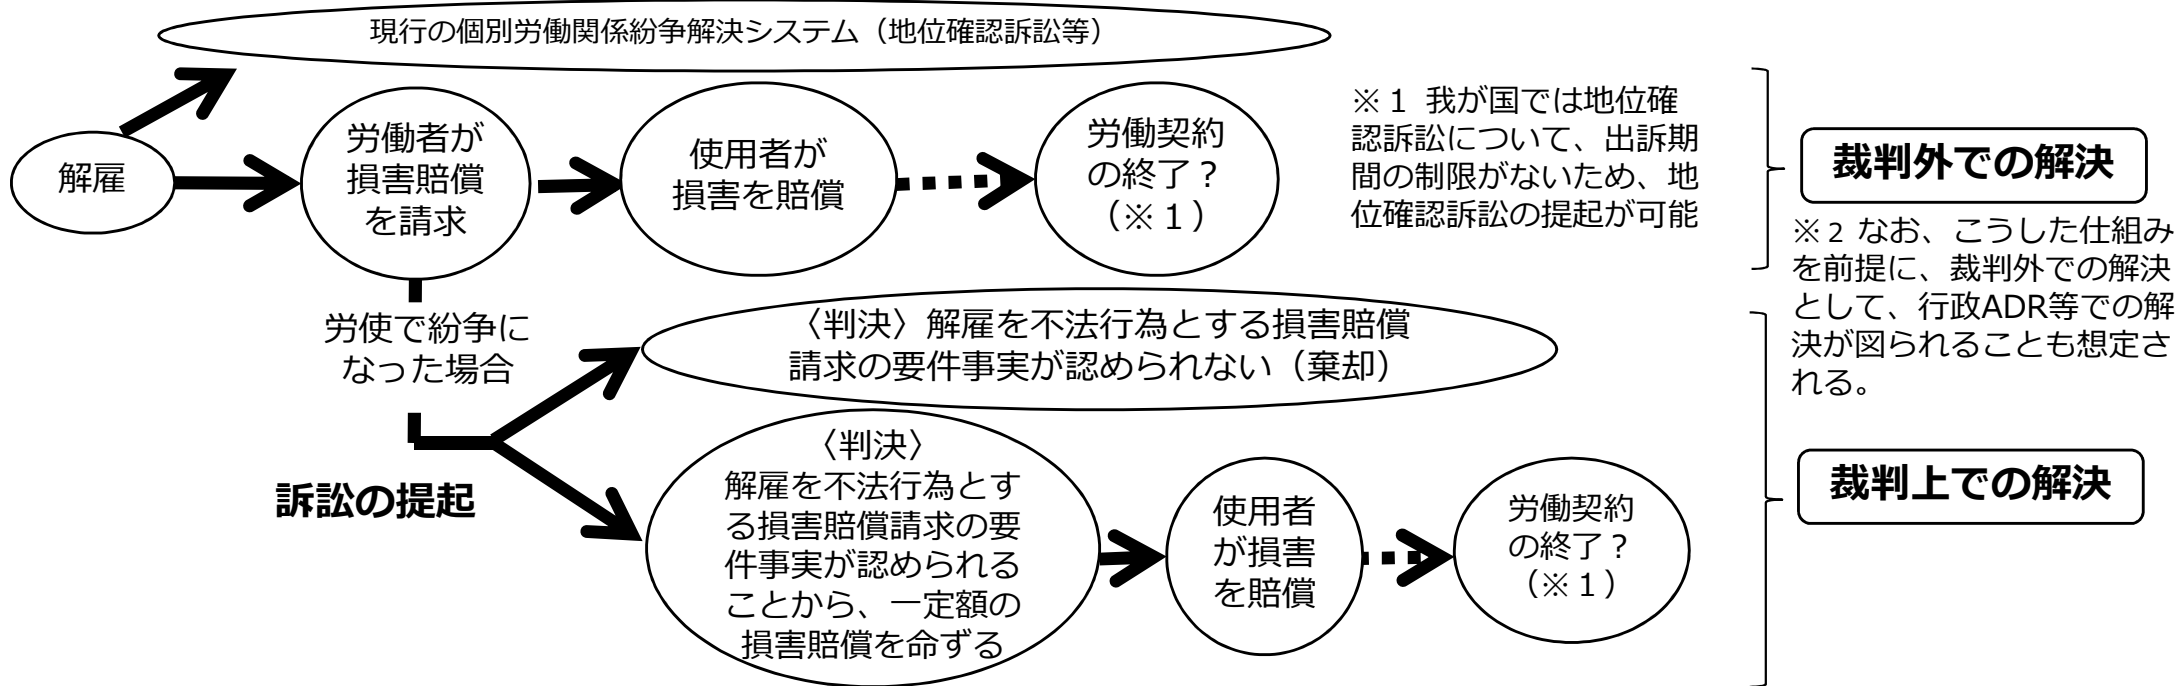 現行の個別労働関係紛争解決システム（地位確認訴訟等）
解雇
労働者が
損害賠償
を請求
使用者が
損害を賠償
労働契約
の終了？
（※１）
※１ 我が国では地位確
認訴訟について、出訴期
間の制限がないため、地
位確認訴訟の提起が可能
裁判外での解決
※2 なお、こうした仕組み
を前提に、裁判外での解決
として、行政ADR等での解
決が図られることも想定さ
れる。
労使で紛争に
なった場合
訴訟の提起
〈判決〉解雇を不法行為とする損害賠償
請求の要件事実が認められない（棄却）
〈判決〉
解雇を不法行為とす
る損害賠償請求の要
件事実が認められる
ことから、一定額の
損害賠償を命ずる
使用者
が損害
を賠償
労働契約
の終了？
（※１）
裁判上での解決